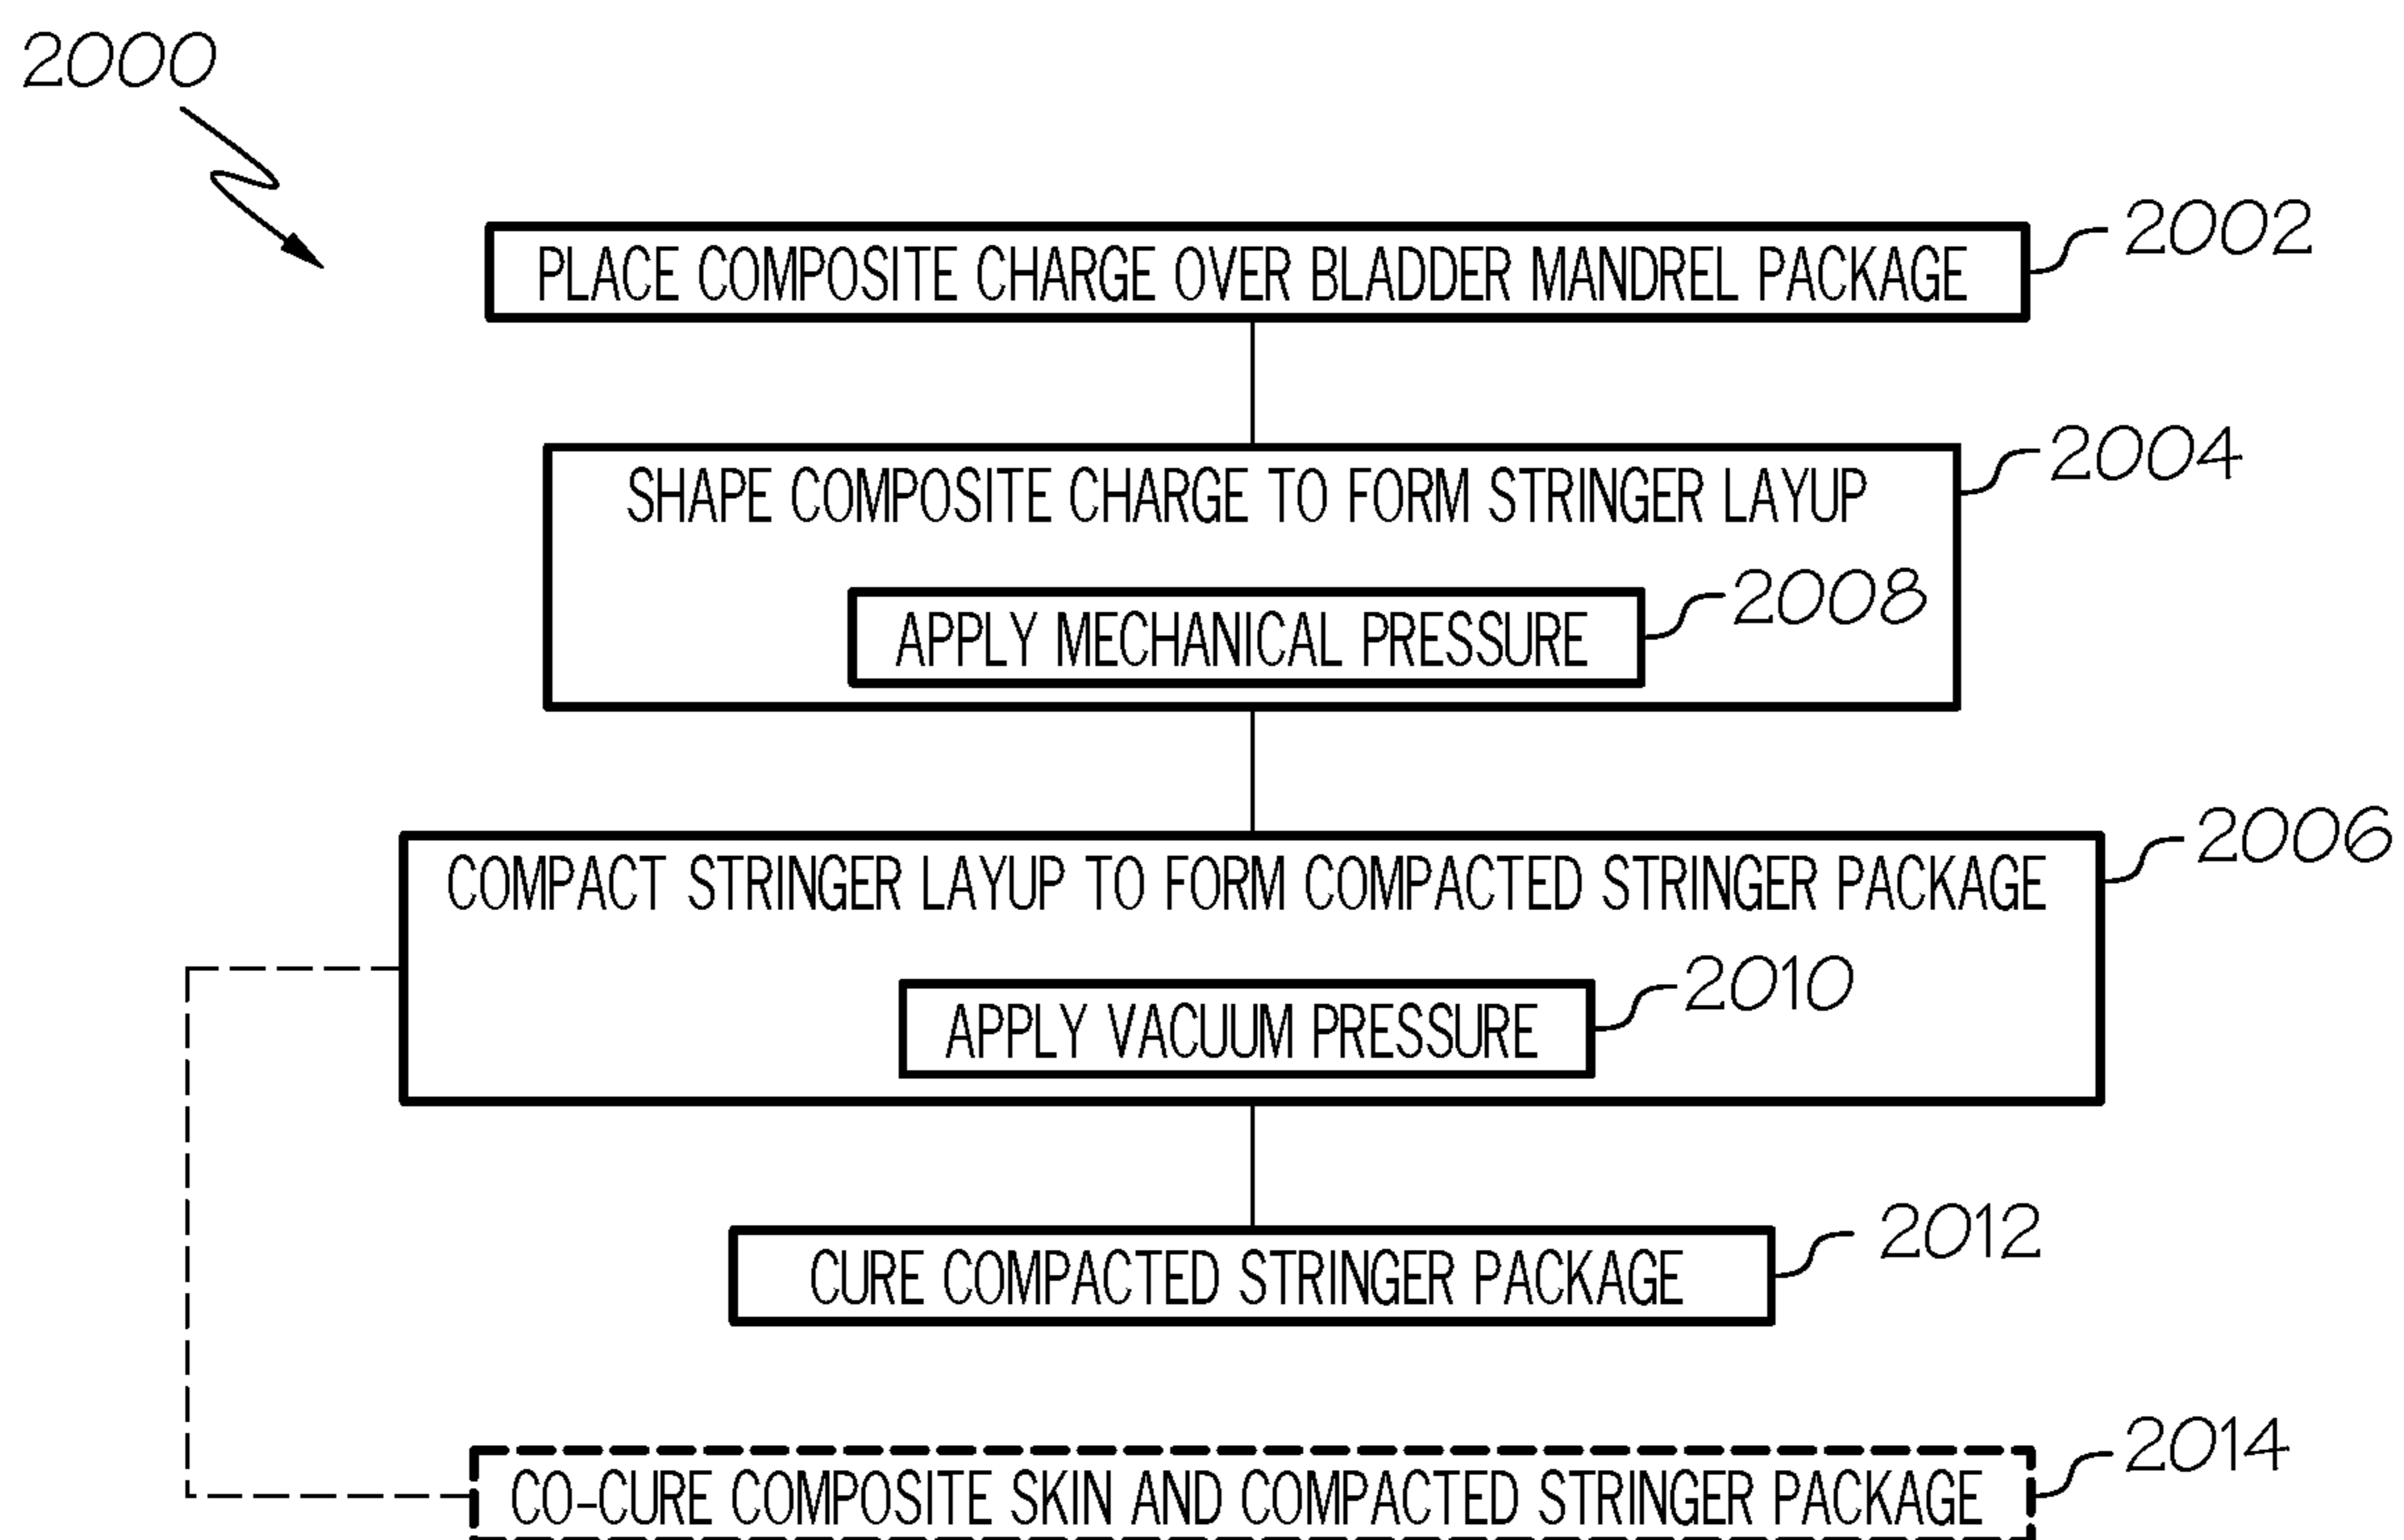 2000
PLACE COMPOSITE CHARGE OVER BLADDER MANDREL PACKAGE
2002
SHAPE COMPOSITE CHARGE TO FORM STRINGER LAYUP
2004
APPLY MECHANICAL PRESSURE
2008
COMPACT STRINGER LAYUP TO FORM COMPACTED STRINGER PACKAGE
2006
APPLY VACUUM PRESSURE
2010
CURE COMPACTED STRINGER PACKAGE
2012
CO-CURE COMPOSITE SKIN AND COMPACTED STRINGER PACKAGE
2014